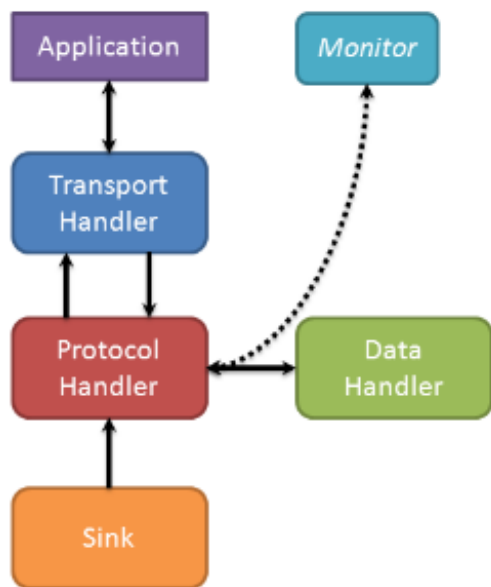 Application
Monitor
Transport
Handler
Protocol
Handler
Data
Handler
Sink